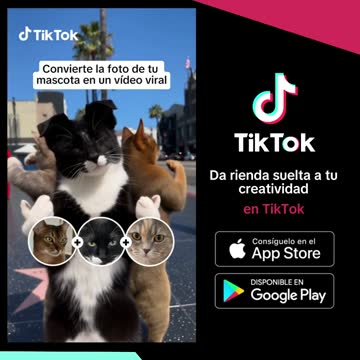 TikTok
Convierte la foto de tu
mascota en un vídeo viral
TikTok
Da rienda suelta a tu
creatividad
en TikTok
Consíguelo en el
App Store
DISPONIBLE EN
Google Play